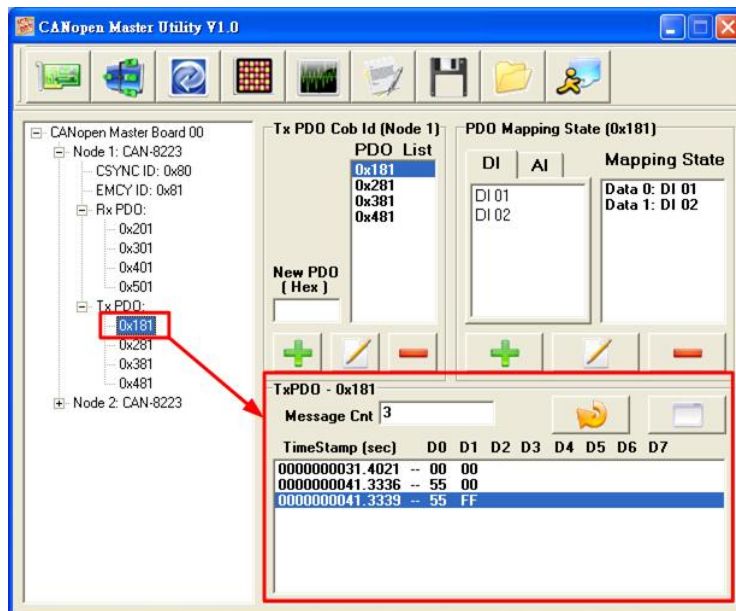 CANopen Master Utility V1.0
CANopen Master Board 00
Node 1: CAN-8223
CSYNC ID: 0x80
EMCY ID: 0x81
Rx PDO:
0x201
0x301
0x401
0x501
Tx PDO:
0x181
0x281
0x381
0x481
Node 2: CAN-8223
Tx PDO Cob Id (Node 1)
PDO List
0x181
0x281
0x381
0x481
New PDO
( Hex )
PDO Mapping State (0x181)
DI AI
Mapping State
DI 01
DI 02
Data 0: DI 01
Data 1: DI 02
TxPDO - 0x181
Message Cnt 3
TimeStamp (sec) D0 D1 D2 D3 D4 D5 D6 D7
0000000031.4021 -- 00 00
0000000041.3336 -- 55 00
0000000041.3339 -- 55 FF